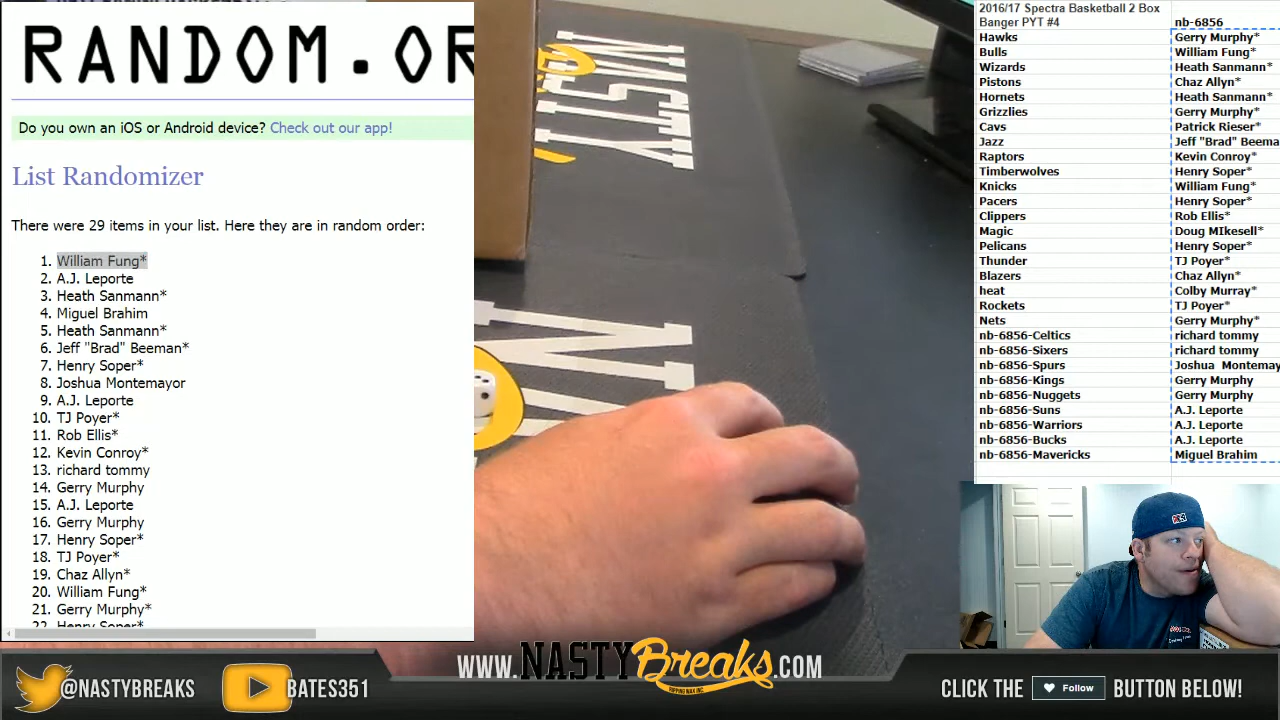 RANDOM.OR
Do you own an iOS or Android device? Check out our app!
List Randomizer
There were 29 items in your list. Here they are in random order:
1. William Fung*
2. A.J. Leporte
3. Heath Sanmann*
4. Miguel Brahim
5. Heath Sanmann*
6. Jeff "Brad" Beeman*
7. Henry Soper*
8. Joshua Montemayor
9. A.J. Leporte
10. TJ Poyer*
11. Rob Ellis*
12. Kevin Conroy*
13. richard tommy
14. Gerry Murphy
15. A.J. Leporte
16. Gerry Murphy
17. Henry Soper*
18. TJ Poyer*
19. Chaz Allyn*
20. William Fung*
21. Gerry Murphy*
22. Henry Soper*
NASTY
N
2016/17 Spectra Basketball 2 Box
Banger PYT #4 nb-6856
Hawks Gerry Murphy*
Bulls William Fung*
Wizards Heath Sanmann*
Pistons Chaz Allyn*
Hornets Heath Sanmann*
Grizzlies Gerry Murphy*
Cavs Patrick Rieser*
Jazz Jeff "Brad" Beema
Raptors Kevin Conroy*
Timberwolves Henry Soper*
Knicks William Fung*
Pacers Henry Soper*
Clippers Rob Ellis*
Magic Doug MIkesell*
Pelicans Henry Soper*
Thunder TJ Poyer*
Blazers Chaz Allyn*
heat Colby Murray*
Rockets TJ Poyer*
Nets Gerry Murphy*
nb-6856-Celtics richard tommy
nb-6856-Sixers richard tommy
nb-6856-Spurs Joshua Montemay
nb-6856-Kings Gerry Murphy
nb-6856-Nuggets Gerry Murphy
nb-6856-Suns A.J. Leporte
nb-6856-Warriors A.J. Leporte
nb-6856-Bucks A.J. Leporte
nb-6856-Mavericks Miguel Brahim
@NASTYBREAKS
BATES351
WWW.NASTYBreaks.COM
RIPPING WAX INC
CLICK THE Follow BUTTON BELOW!